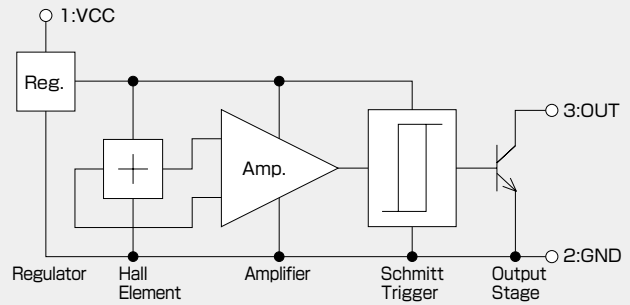 1:VCC
Reg.
Amp.
3:OUT
2:GND
Regulator
Hall
Element
Amplifier
Schmitt
Trigger
Output
Stage